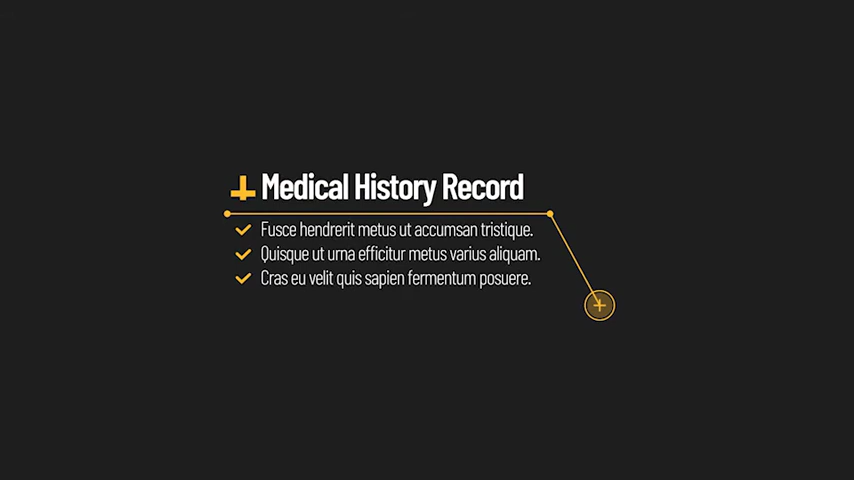 Medical History Record
Fusce hendrerit metus ut accumsan tristique.
Quisque ut urna efficitur metus varius aliquam.
Cras eu velit quis sapien fermentum posuere.